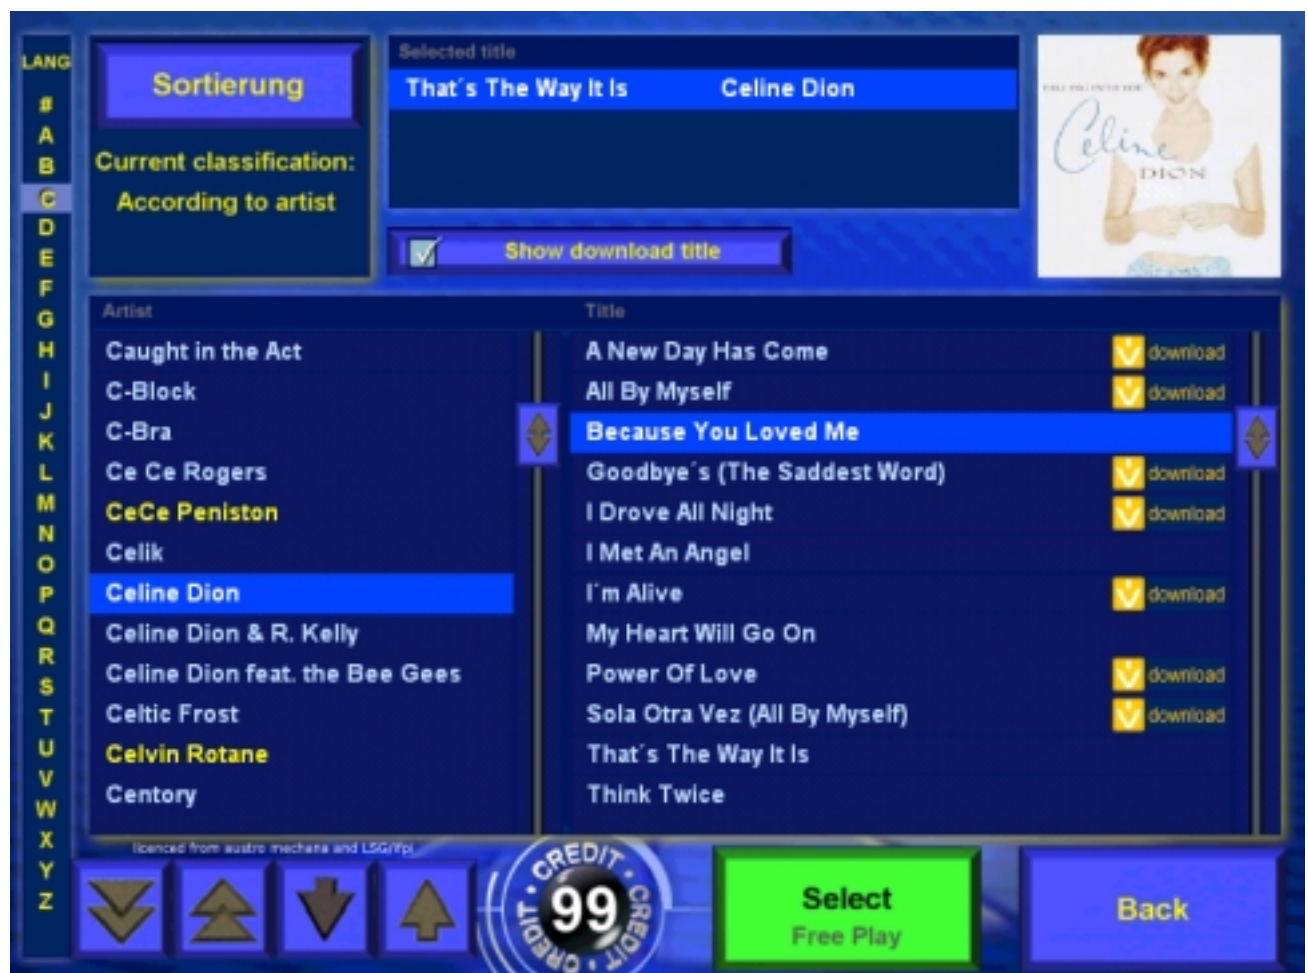 LANG
#
A
B
C
D
E
F
G
H
I
J
K
L
M
N
O
P
Q
R
S
T
U
V
W
X
Y
Z
Sortierung
Current classification:
According to artist
Selected title
That´s The Way It Is Celine Dion
Show download title
Celine
DION
Artist
Caught in the Act
C-Block
C-Bra
Ce Ce Rogers
CeCe Peniston
Celik
Celine Dion
Celine Dion & R. Kelly
Celine Dion feat. the Bee Gees
Celtic Frost
Celvin Rotane
Centory
Title
A New Day Has Come download
All By Myself download
Because You Loved Me
Goodbye´s (The Saddest Word) download
I Drove All Night download
I Met An Angel
I´m Alive download
My Heart Will Go On
Power Of Love download
Sola Otra Vez (All By Myself) download
That´s The Way It Is
Think Twice
licenced from austro mechana and LSG/ifpi
CREDIT · CREDIT · CREDIT
99
Select
Free Play
Back